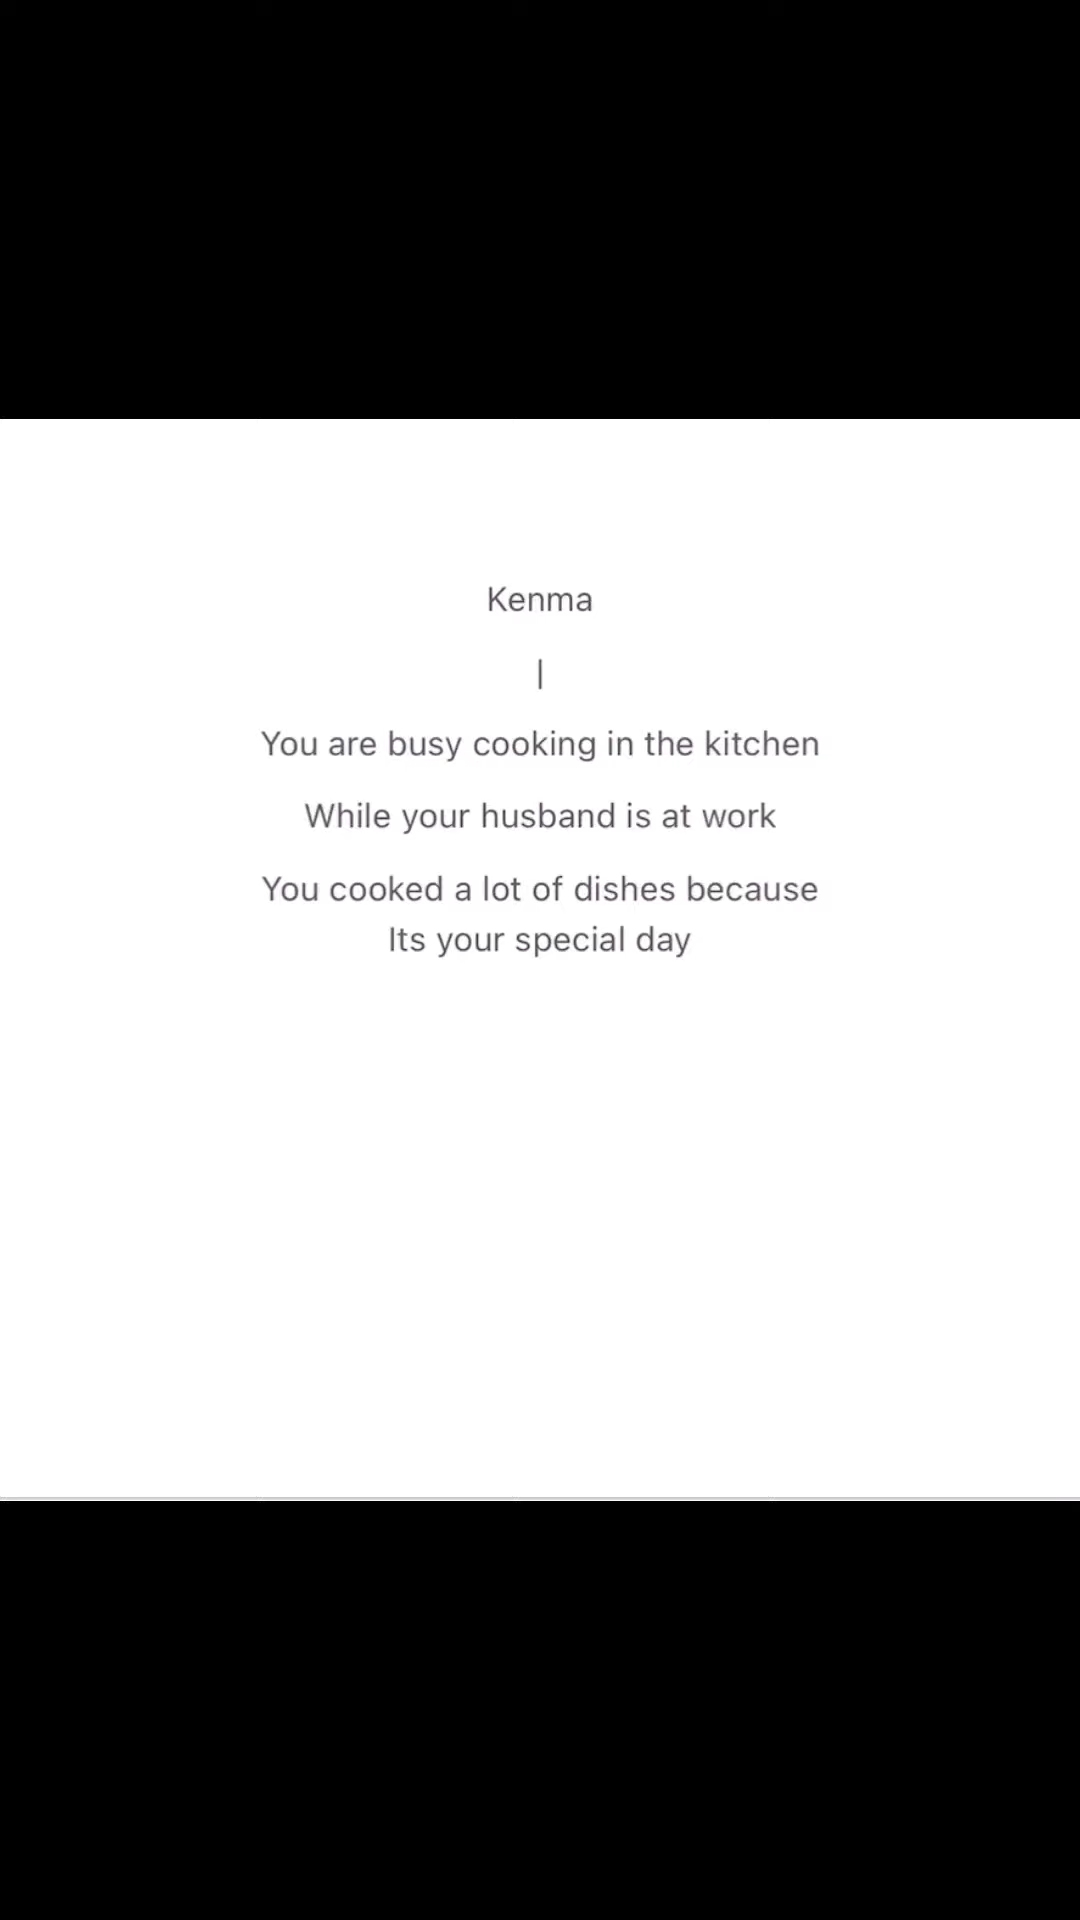 Kenma
|
You are busy cooking in the kitchen
While your husband is at work
You cooked a lot of dishes because
Its your special day